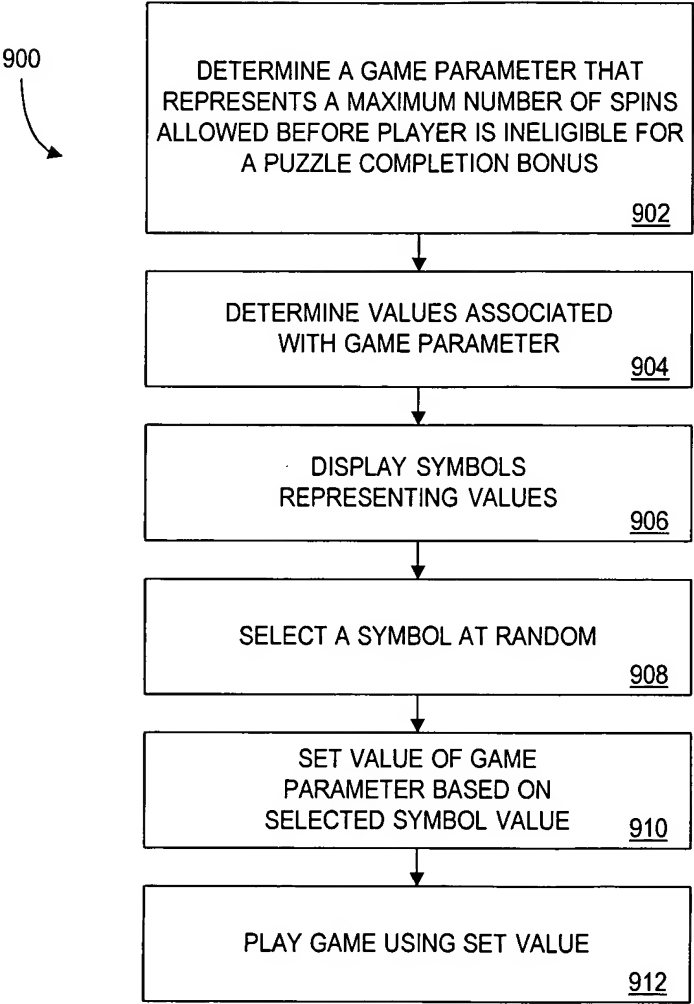 900
DETERMINE A GAME PARAMETER THAT
REPRESENTS A MAXIMUM NUMBER OF SPINS
ALLOWED BEFORE PLAYER IS INELIGIBLE FOR
A PUZZLE COMPLETION BONUS
902
DETERMINE VALUES ASSOCIATED
WITH GAME PARAMETER
904
DISPLAY SYMBOLS
REPRESENTING VALUES
906
SELECT A SYMBOL AT RANDOM
908
SET VALUE OF GAME
PARAMETER BASED ON
SELECTED SYMBOL VALUE
910
PLAY GAME USING SET VALUE
912